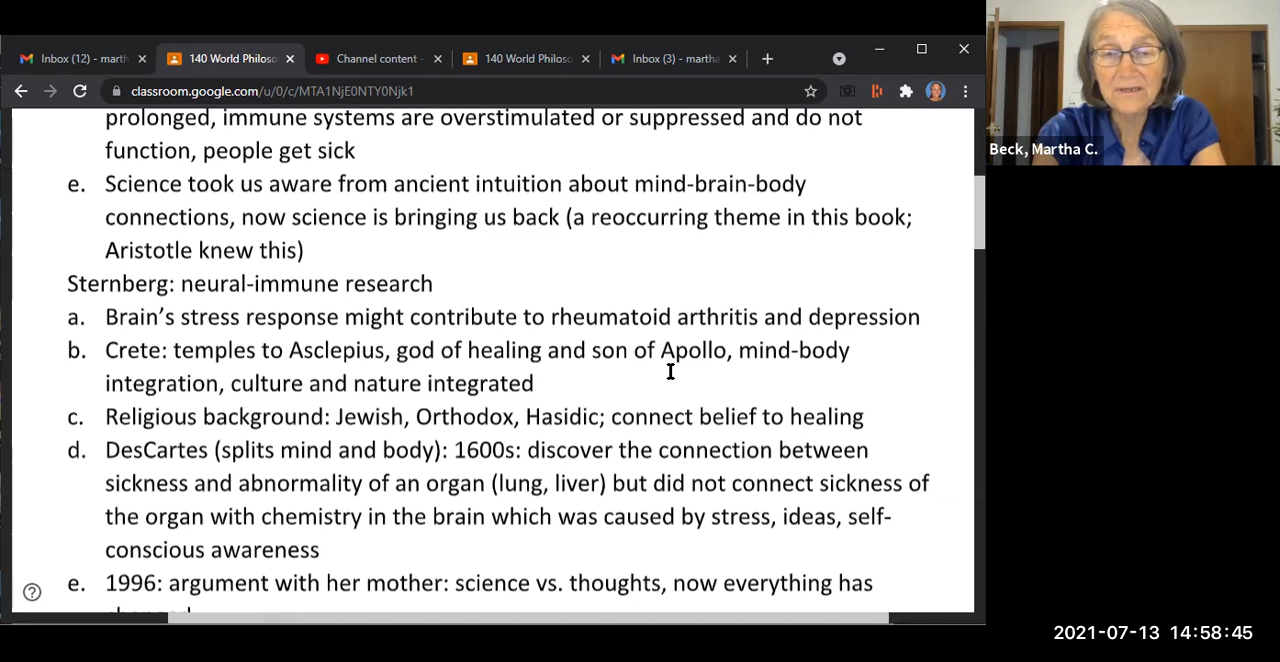 Inbox (12) - marth
140 World Philoso
Channel content -
140 World Philoso
Inbox (3) - martha
classroom.google.com/u/0/c/MTA1NjE0NTY0Njk1
Beck, Martha C.
prolonged, immune systems are overstimulated or suppressed and do not
function, people get sick
e. Science took us aware from ancient intuition about mind-brain-body
connections, now science is bringing us back (a reoccurring theme in this book;
Aristotle knew this)
Sternberg: neural-immune research
a. Brain’s stress response might contribute to rheumatoid arthritis and depression
b. Crete: temples to Asclepius, god of healing and son of Apollo, mind-body
integration, culture and nature integrated
c. Religious background: Jewish, Orthodox, Hasidic; connect belief to healing
d. DesCartes (splits mind and body): 1600s: discover the connection between
sickness and abnormality of an organ (lung, liver) but did not connect sickness of
the organ with chemistry in the brain which was caused by stress, ideas, self-
conscious awareness
e. 1996: argument with her mother: science vs. thoughts, now everything has
2021-07-13 14:58:45